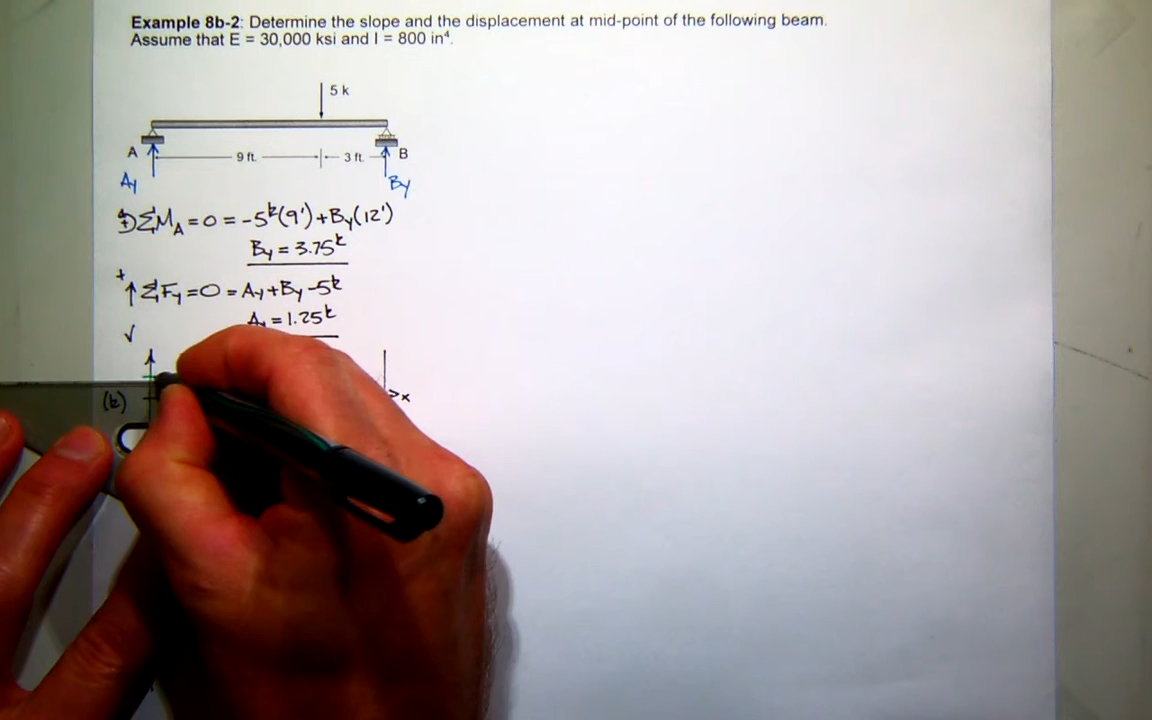 Example 8b-2: Determine the slope and the displacement at mid-point of the following beam.
Assume that E = 30,000 ksi and I = 800 in⁴.
5 k
A 9 ft. 3 ft. B
Ay By
ΣM_A = 0 = -5ᵏ(9') + By(12')
By = 3.75ᵏ
+↑ΣFy = 0 = Ay + By - 5ᵏ
= 1.25ᵏ
(k) x